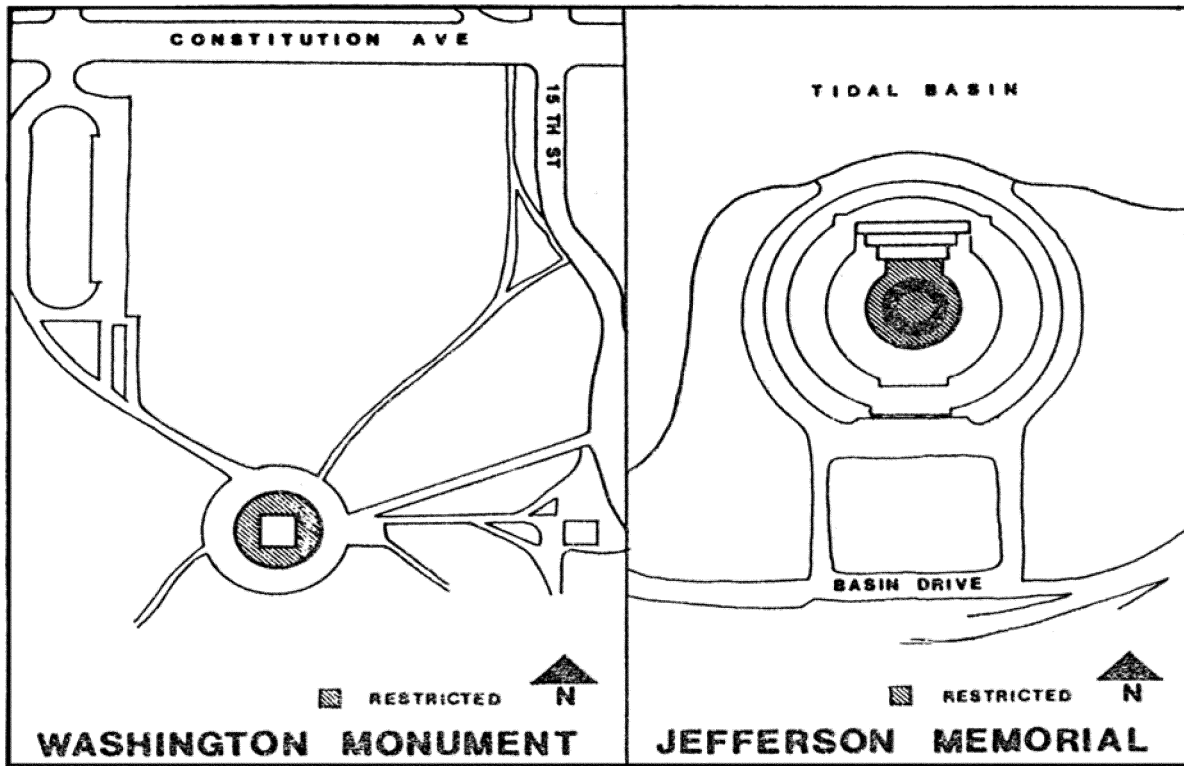 CONSTITUTION AVE
15 TH ST
N
RESTRICTED
WASHINGTON MONUMENT
TIDAL BASIN
BASIN DRIVE
N
RESTRICTED
JEFFERSON MEMORIAL